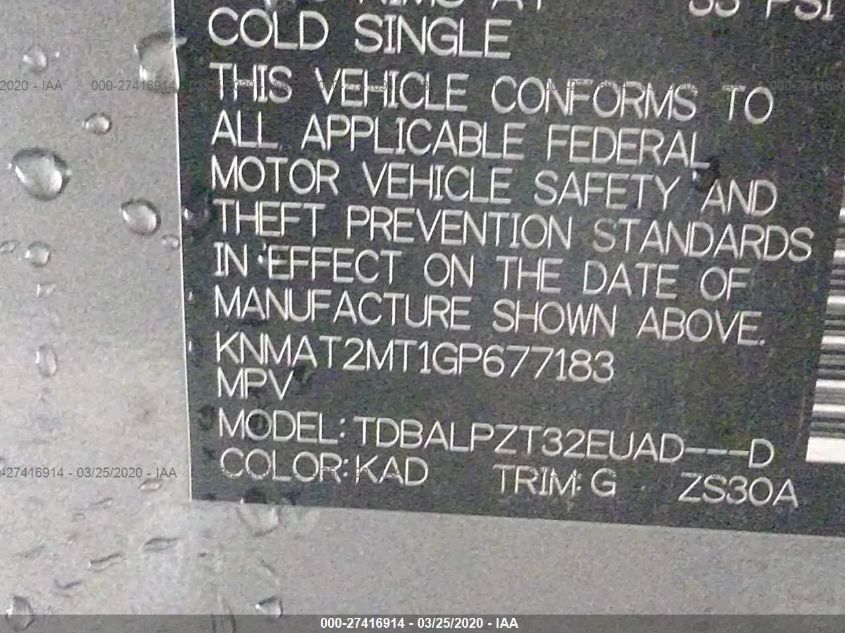 33 PSI
COLD SINGLE
THIS VEHICLE CONFORMS TO
ALL APPLICABLE FEDERAL
MOTOR VEHICLE SAFETY AND
THEFT PREVENTION STANDARDS
IN EFFECT ON THE DATE OF
MANUFACTURE SHOWN ABOVE.
KNMAT2MT1GP677183
MPV
MODEL: TDBALPZT32EUAD---D
COLOR: KAD TRIM: G ZS30A
000-27416914 - 03/25/2020 - IAA